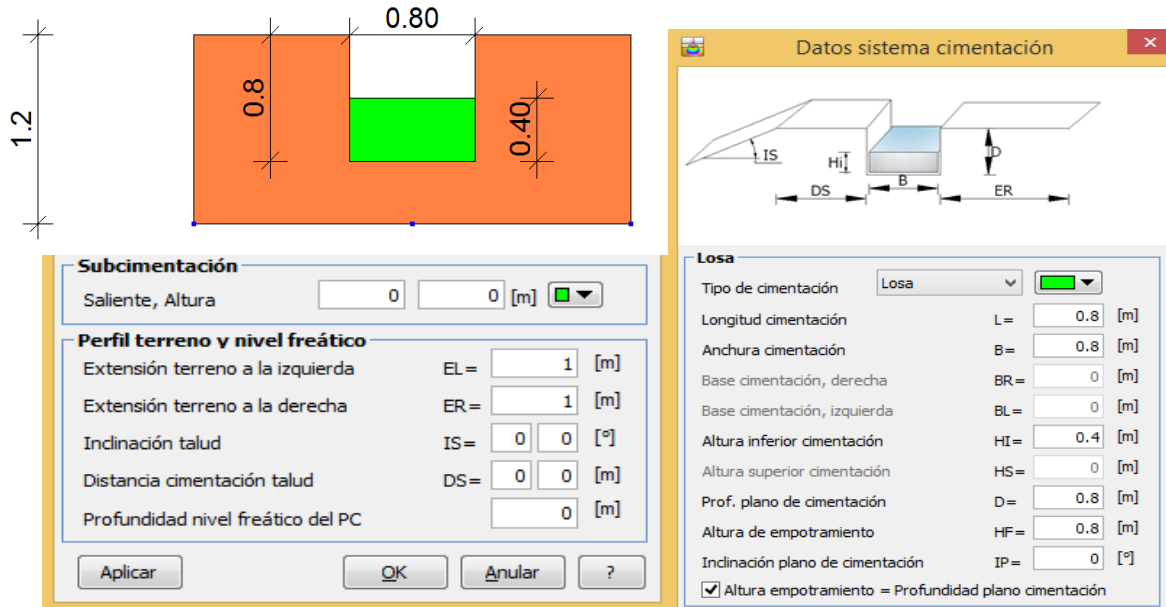 0.80
0.8
0.40
1.2
Subcimentación
Saliente, Altura 0 0 [m]
Perfil terreno y nivel freático
Extensión terreno a la izquierda EL= 1 [m]
Extensión terreno a la derecha ER= 1 [m]
Inclinación talud IS= 0 0 [°]
Distancia cimentación talud DS= 0 0 [m]
Profundidad nivel freático del PC 0 [m]
Aplicar OK Anular ?
Datos sistema cimentación
IS Hi D
DS B ER
Losa
Tipo de cimentación Losa
Longitud cimentación L= 0.8 [m]
Anchura cimentación B= 0.8 [m]
Base cimentación, derecha BR= 0 [m]
Base cimentación, izquierda BL= 0 [m]
Altura inferior cimentación HI= 0.4 [m]
Altura superior cimentación HS= 0 [m]
Prof. plano de cimentación D= 0.8 [m]
Altura de empotramiento HF= 0.8 [m]
Inclinación plano de cimentación IP= 0 [°]
Altura empotramiento = Profundidad plano cimentación